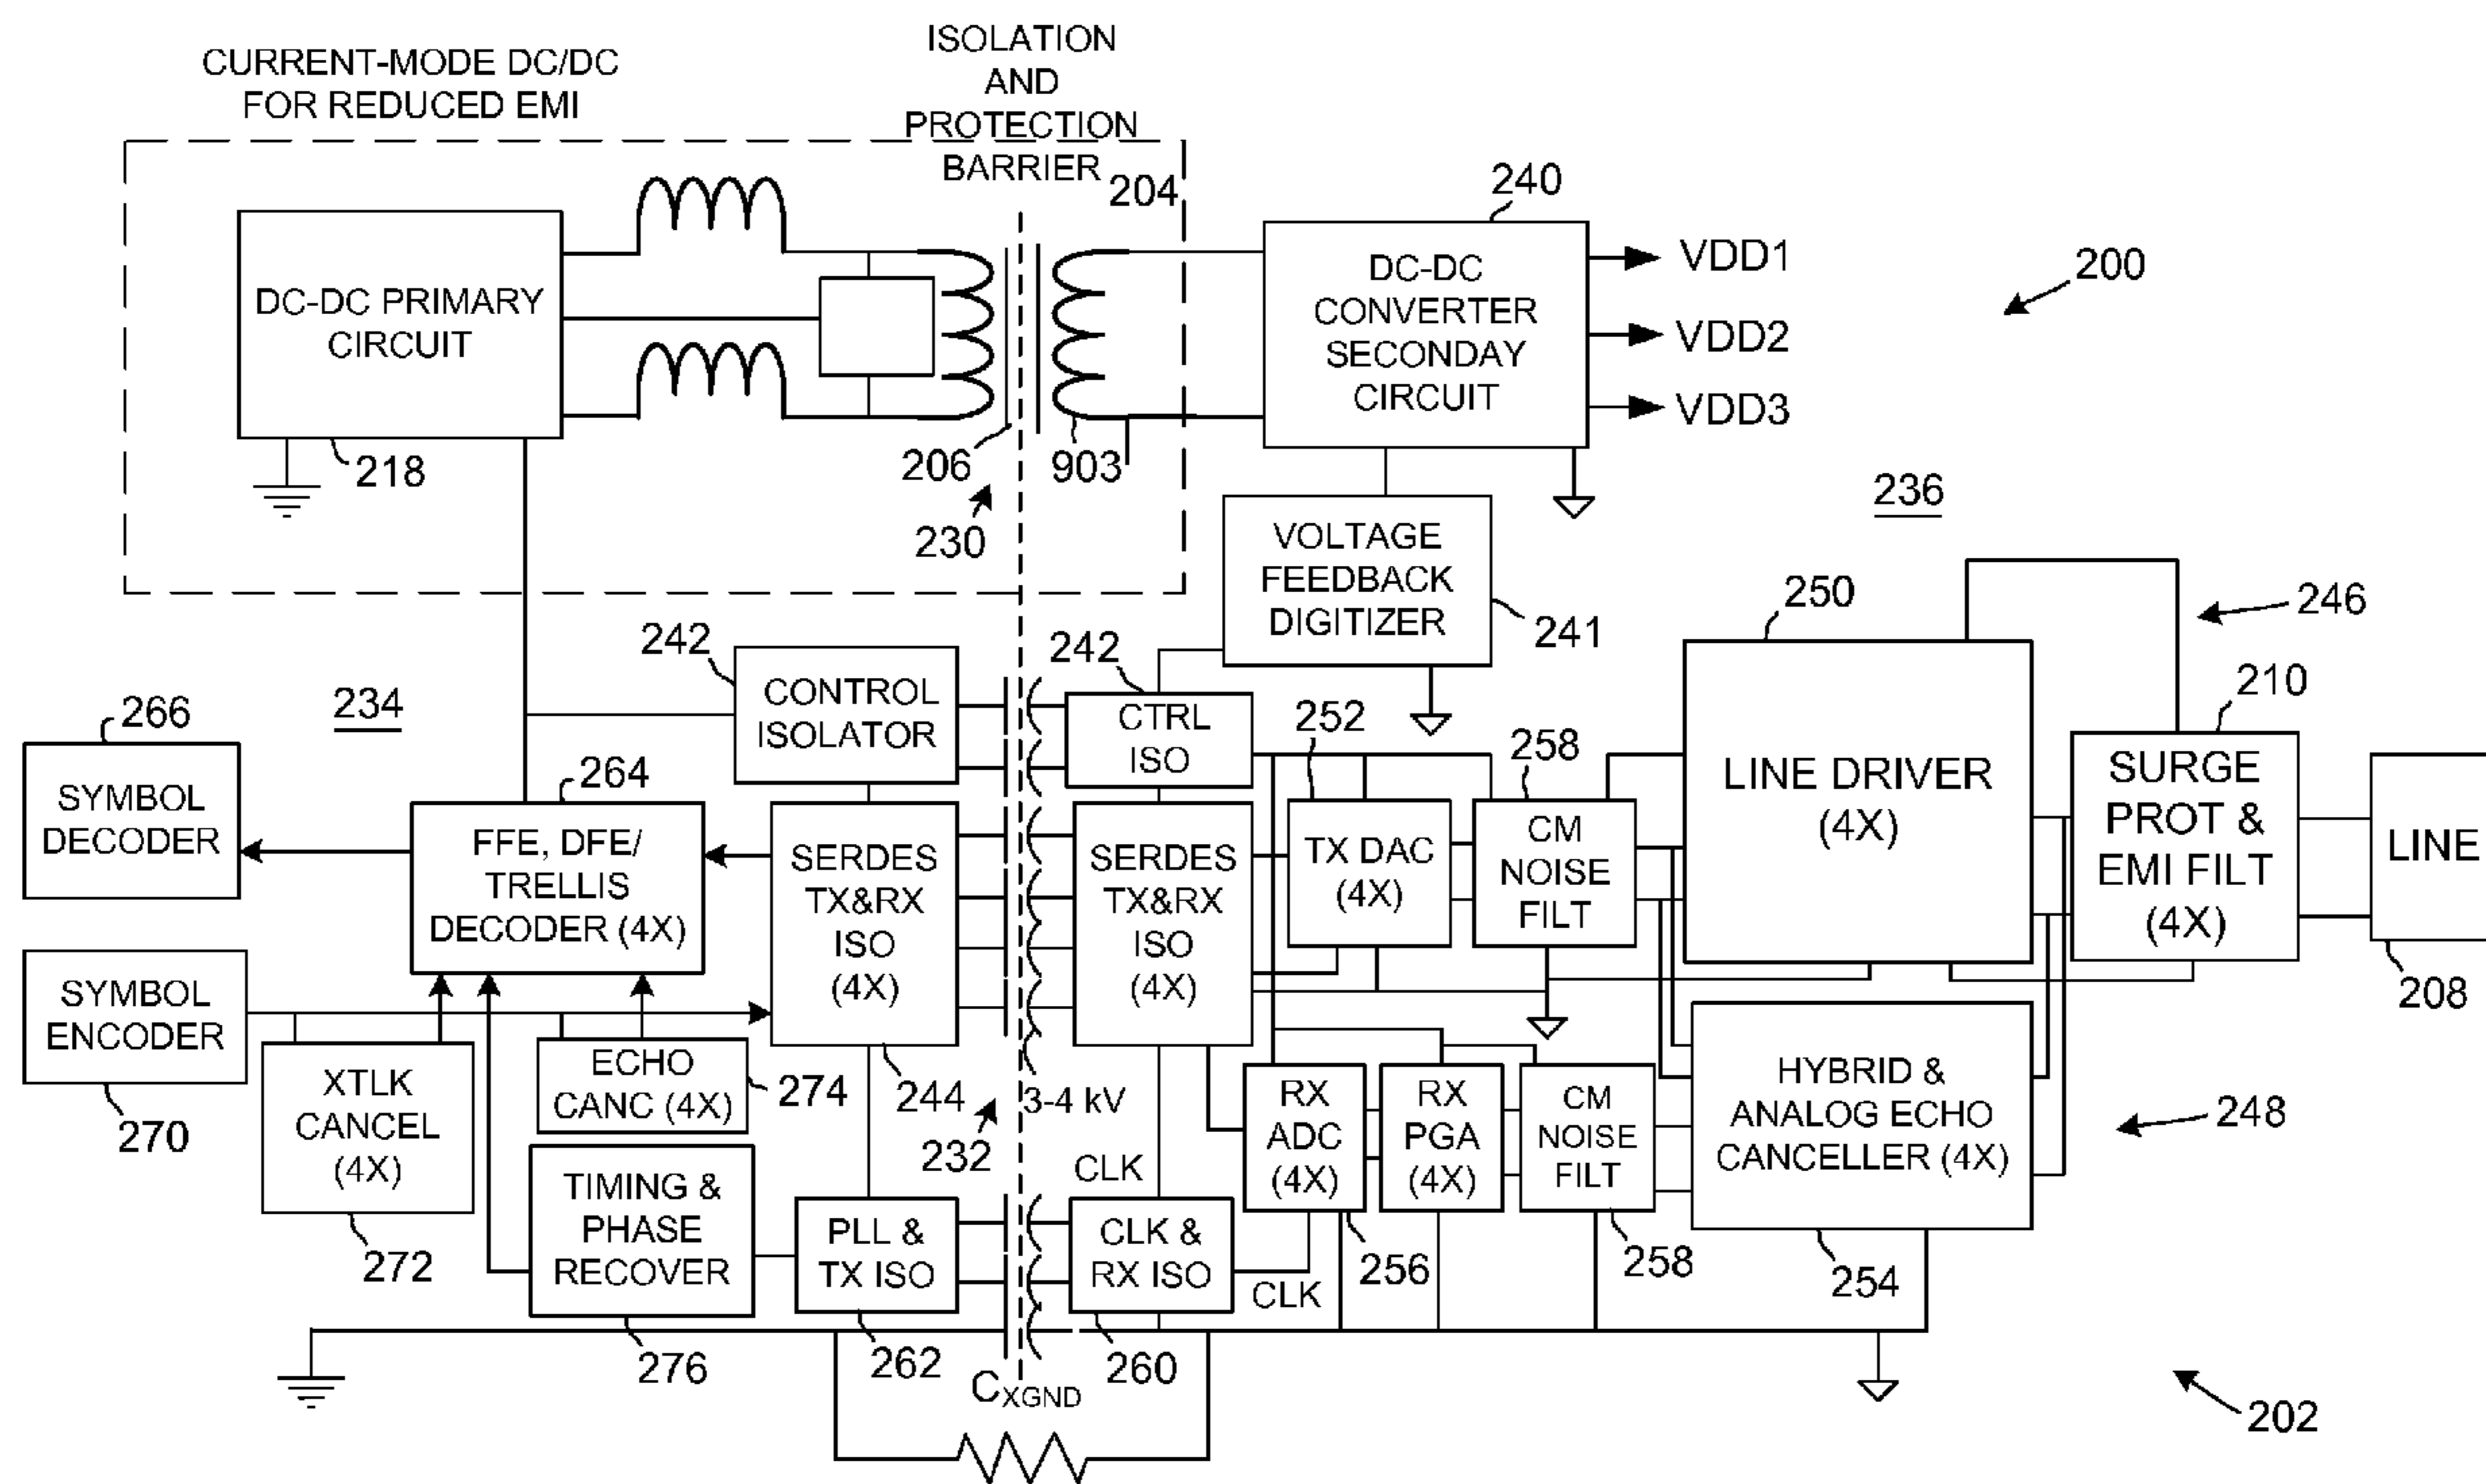 CURRENT-MODE DC/DC
FOR REDUCED EMI
ISOLATION
AND
PROTECTION
BARRIER
204
DC-DC PRIMARY
CIRCUIT
218
206
903
230
240
DC-DC
CONVERTER
SECONDAY
CIRCUIT
VDD1
VDD2
VDD3
200
236
VOLTAGE
FEEDBACK
DIGITIZER
241
250
246
242
CONTROL
ISOLATOR
242
CTRL
ISO
234
266
SYMBOL
DECODER
264
FFE, DFE/
TRELLIS
DECODER (4X)
SERDES
TX&RX
ISO
(4X)
244
SERDES
TX&RX
ISO
(4X)
252
TX DAC
(4X)
258
CM
NOISE
FILT
LINE DRIVER
(4X)
210
SURGE
PROT &
EMI FILT
(4X)
LINE
208
SYMBOL
ENCODER
270
XTLK
CANCEL
(4X)
272
ECHO
CANC (4X)
274
232
3-4 kV
CLK
RX
ADC
(4X)
256
RX
PGA
(4X)
CM
NOISE
FILT
258
HYBRID &
ANALOG ECHO
CANCELLER (4X)
254
248
TIMING &
PHASE
RECOVER
276
PLL &
TX ISO
262
CLK &
RX ISO
260
CLK
CXGND
202